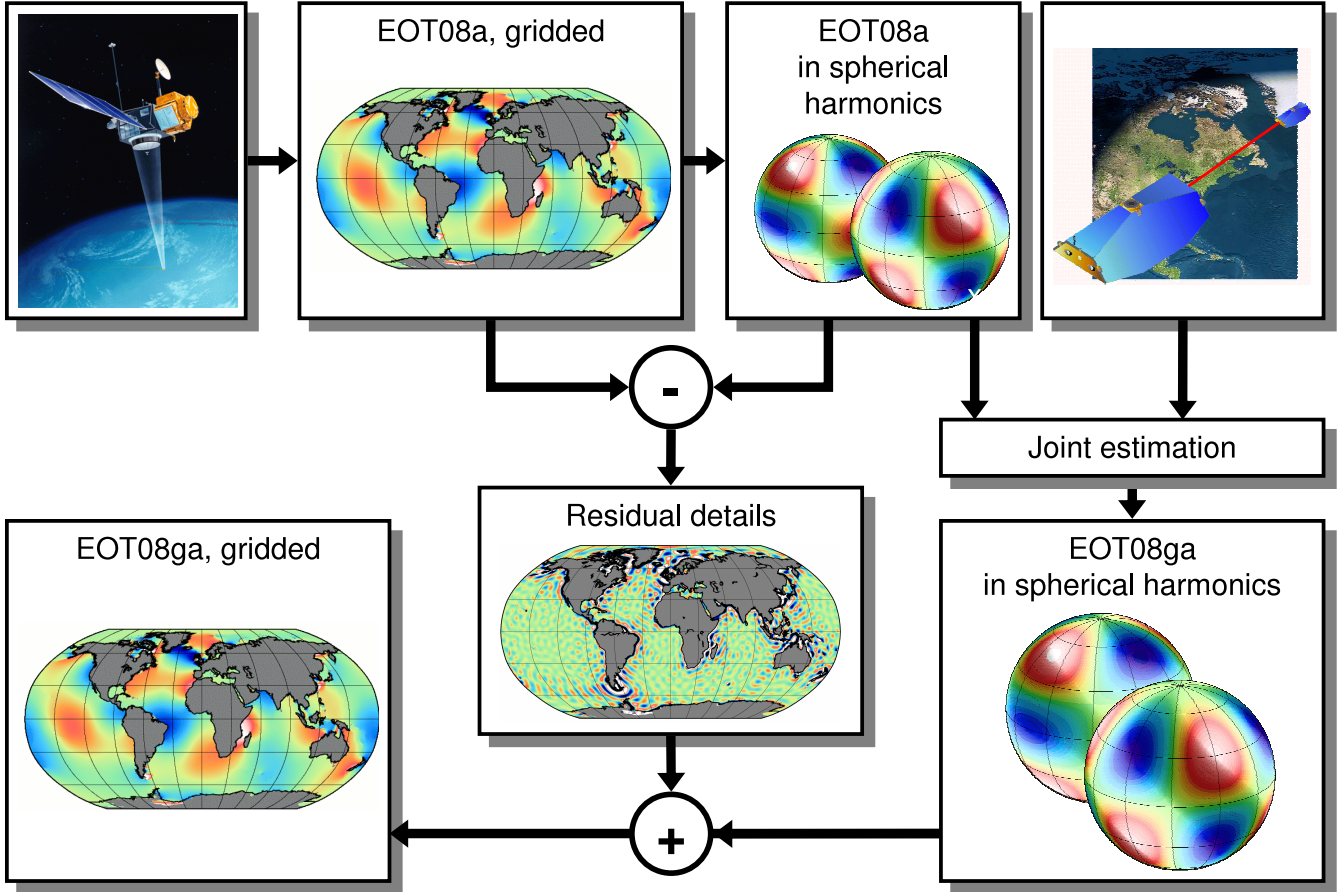 EOT08a, gridded
EOT08a
in spherical
harmonics
-
Joint estimation
Residual details
EOT08ga, gridded
EOT08ga
in spherical harmonics
+